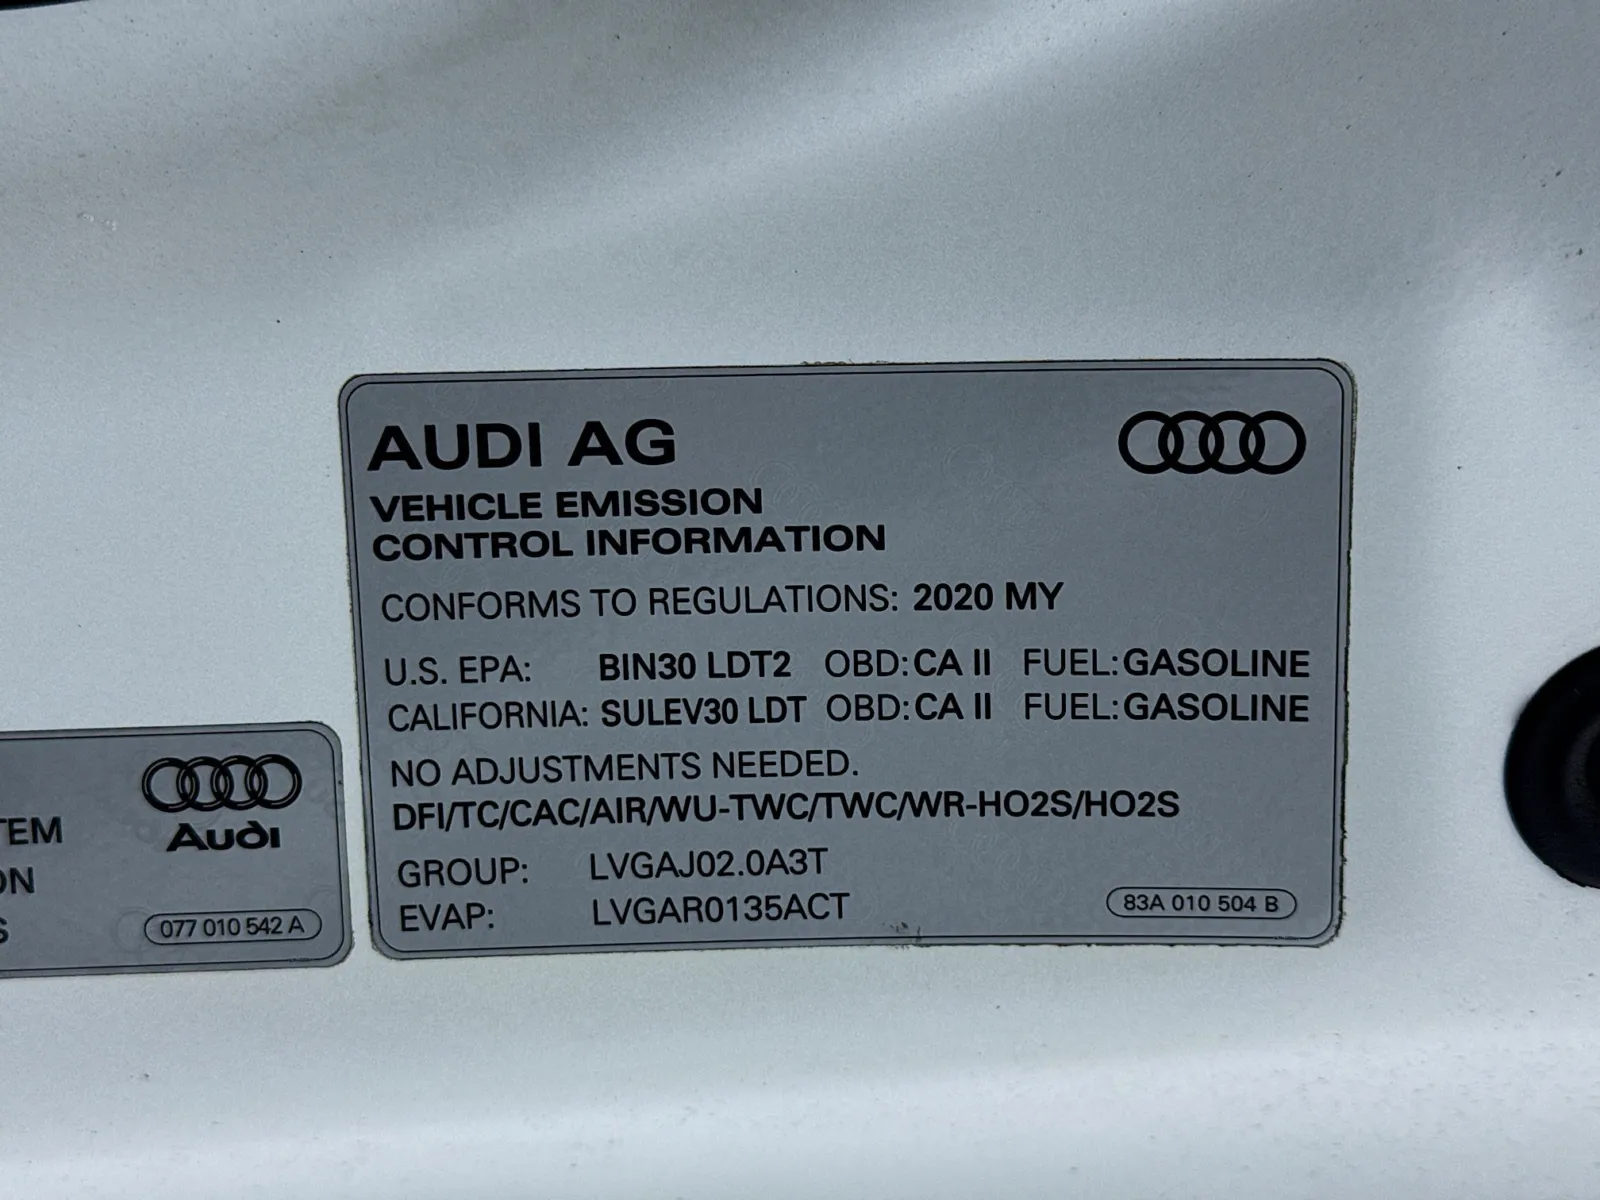 AUDI AG
VEHICLE EMISSION
CONTROL INFORMATION
CONFORMS TO REGULATIONS: 2020 MY
U.S. EPA: BIN30 LDT2 OBD:CA II FUEL:GASOLINE
CALIFORNIA: SULEV30 LDT OBD:CA II FUEL:GASOLINE
NO ADJUSTMENTS NEEDED.
DFI/TC/CAC/AIR/WU-TWC/TWC/WR-HO2S/HO2S
GROUP: LVGAJ02.0A3T
EVAP: LVGAR0135ACT
83A 010 504 B
Audi
077 010 542 A